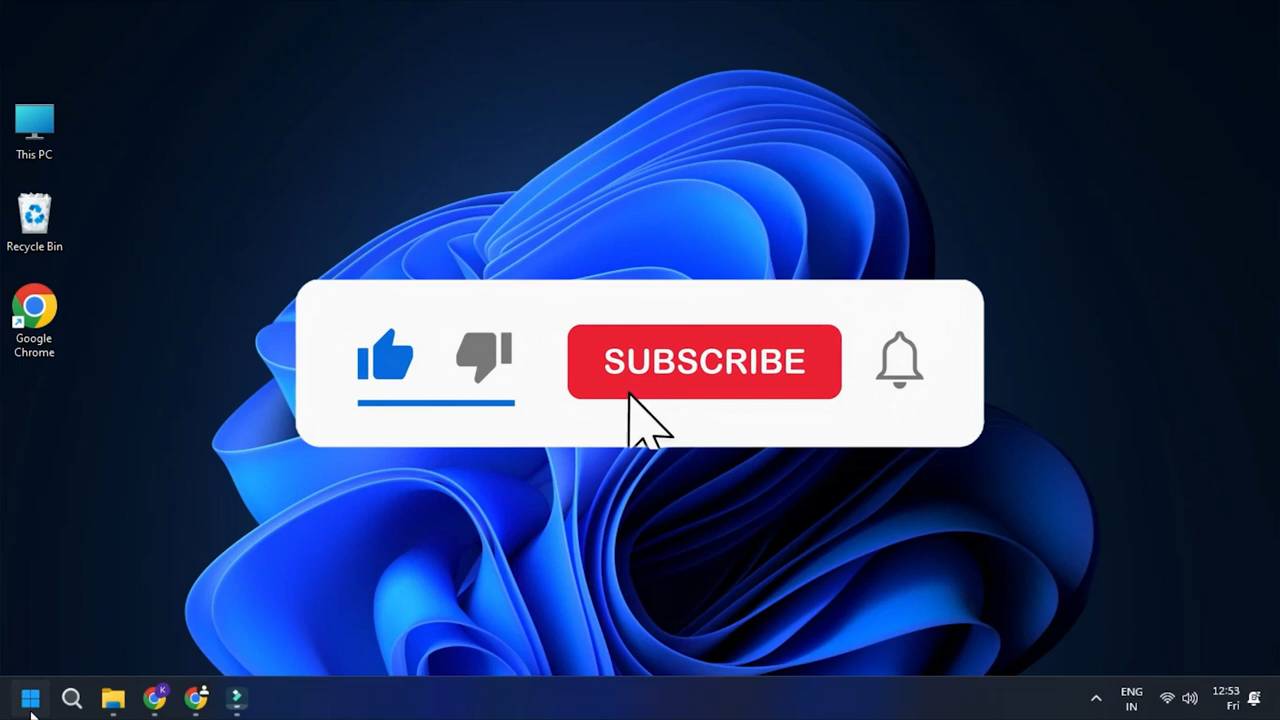 This PC
Recycle Bin
Google
Chrome
SUBSCRIBE
K
ENG
IN
12:53
Fri